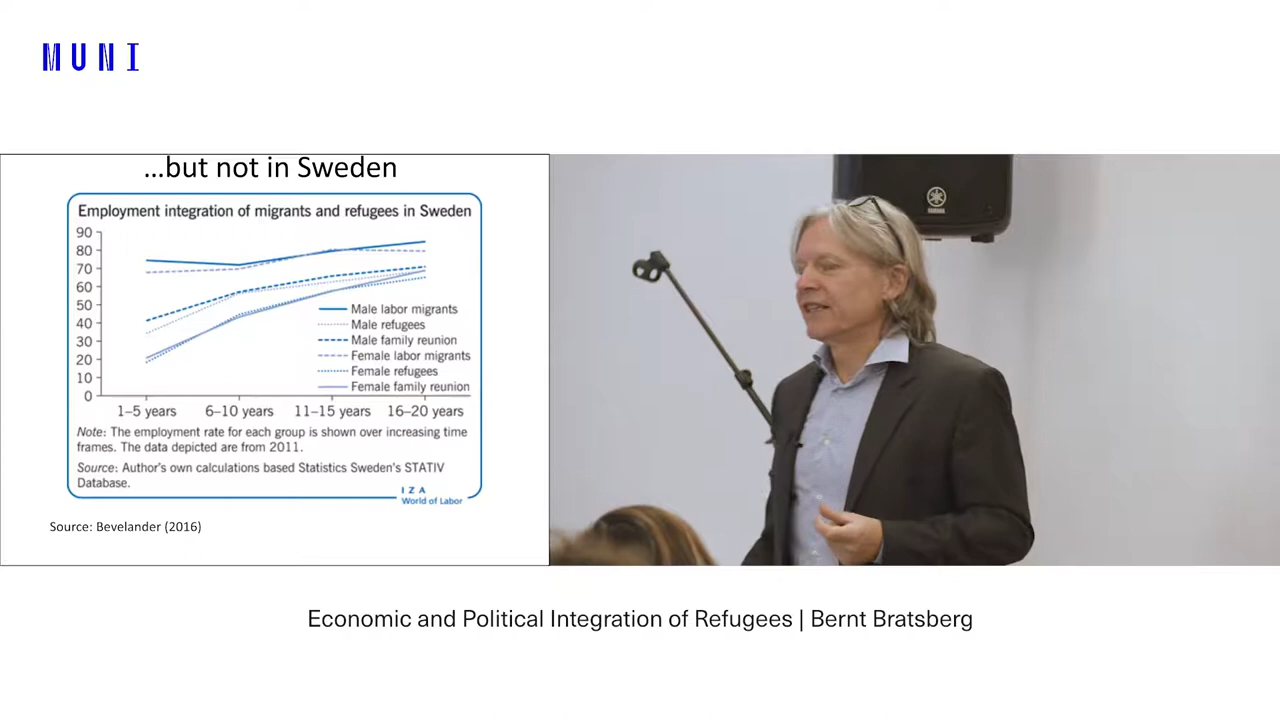 MUNI
...but not in Sweden
Employment integration of migrants and refugees in Sweden
90
80
70
60
50
40
30
20
10
0
Male labor migrants
Male refugees
Male family reunion
Female labor migrants
Female refugees
Female family reunion
1–5 years 6–10 years 11–15 years 16–20 years
Note: The employment rate for each group is shown over increasing time
frames. The data depicted are from 2011.
Source: Author's own calculations based Statistics Sweden's STATIV
Database.
IZA
World of Labor
Source: Bevelander (2016)
YAMAHA
Economic and Political Integration of Refugees | Bernt Bratsberg